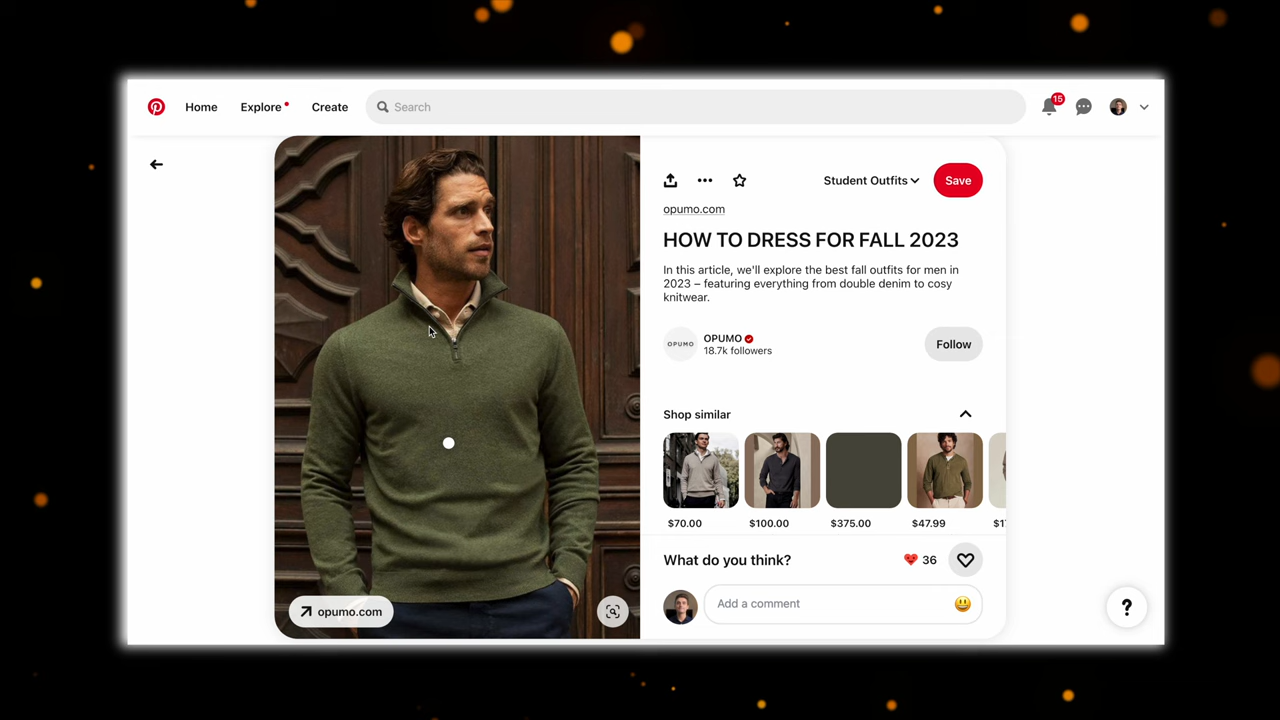 Home
Explore
Create
Search
15
Student Outfits
Save
opumo.com
HOW TO DRESS FOR FALL 2023
In this article, we'll explore the best fall outfits for men in
2023 – featuring everything from double denim to cosy
knitwear.
OPUMO
OPUMO
18.7k followers
Follow
Shop similar
$70.00
$100.00
$375.00
$47.99
What do you think?
36
Add a comment
opumo.com
?